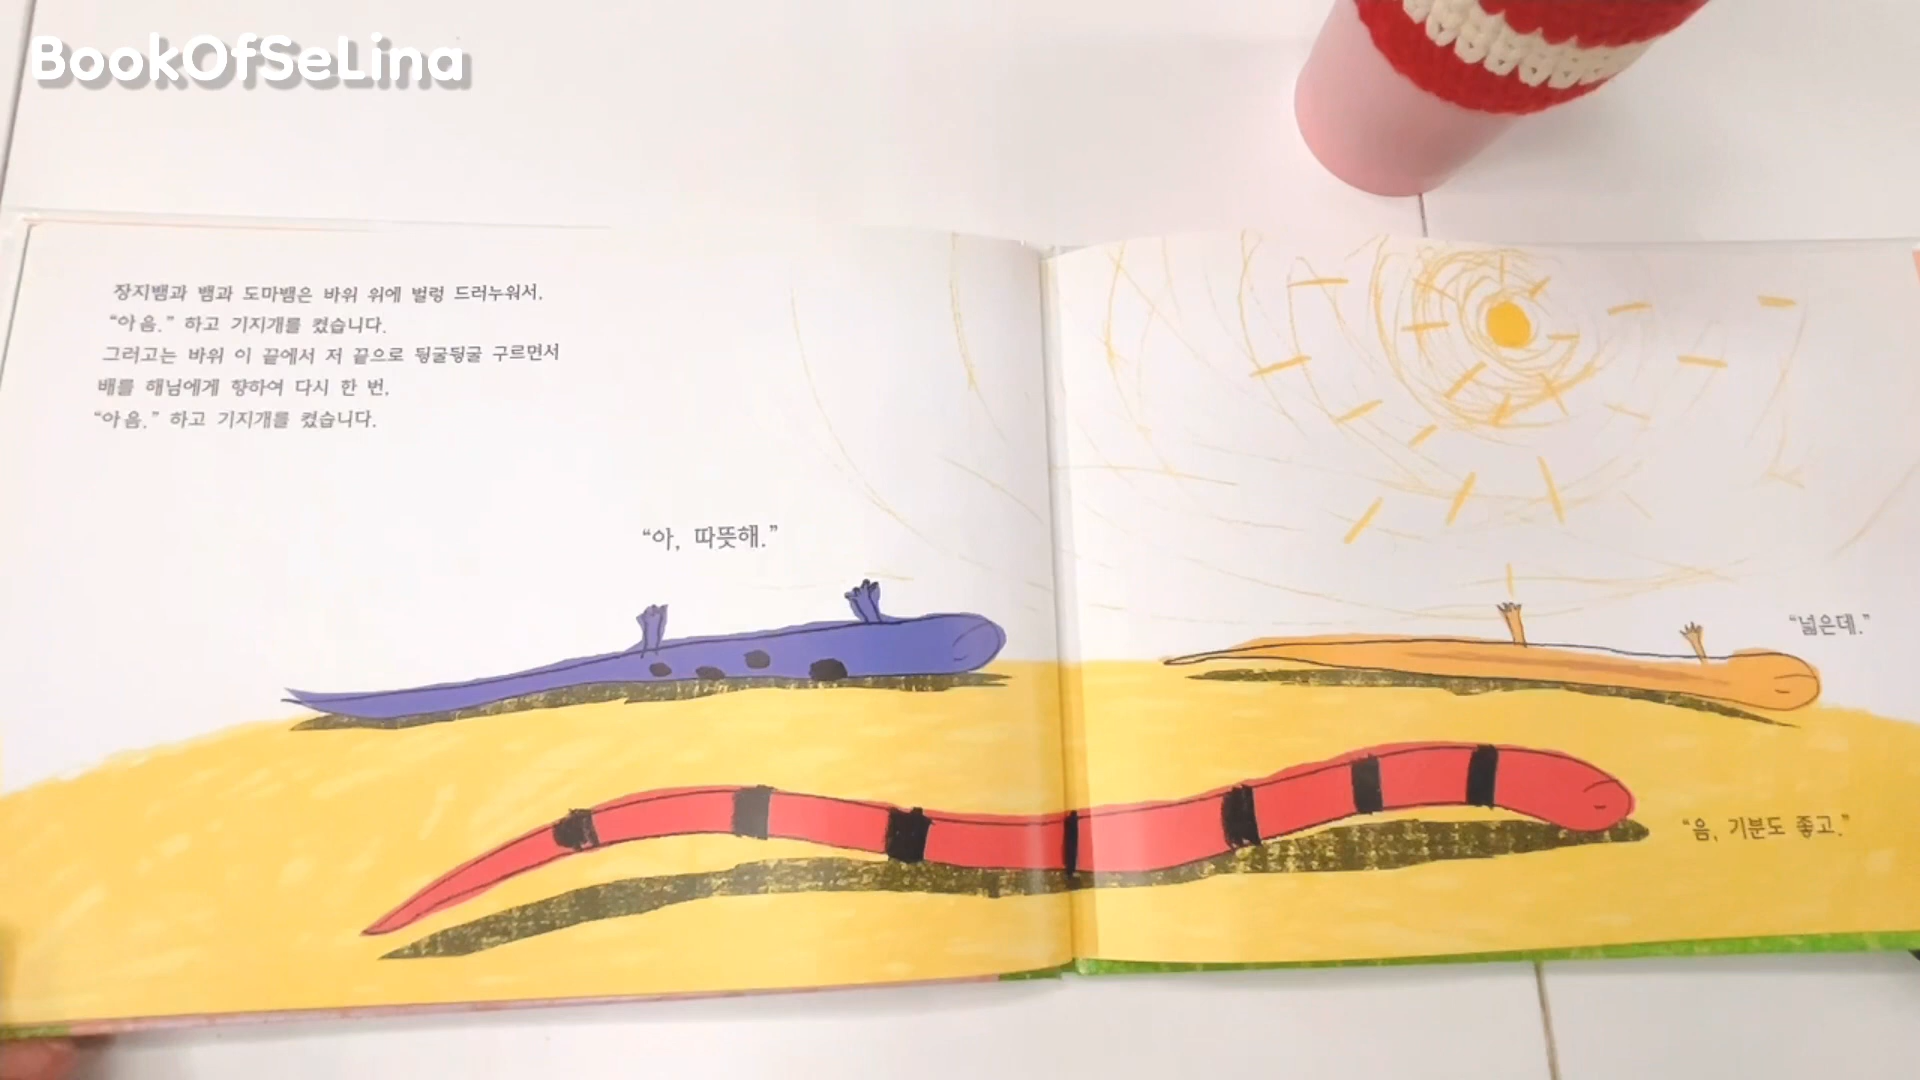 BookOfSeLina
장지뱀과 뱀과 도마뱀은 바위 위에 벌렁 드러누워서,
“아음.” 하고 기지개를 켰습니다.
그러고는 바위 이 끝에서 저 끝으로 뒹굴뒹굴 구르면서
배를 해님에게 향하여 다시 한 번,
“아음.” 하고 기지개를 켰습니다.
“아, 따뜻해.”
“넓은데.”
“음, 기분도 좋고.”